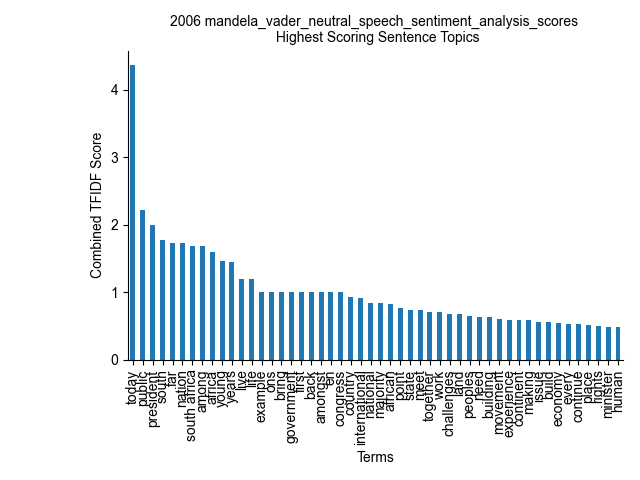 2006 mandela_vader_neutral_speech_sentiment_analysis_scores
Highest Scoring Sentence Topics
Combined TFIDF Score
4
3
2
1
0
today
public
president
south
far
nation
south africa
among
africa
young
years
live
life
example
ons
bring
government
first
back
amongst
en
congress
country
international
national
majority
african
point
state
meet
together
work
challenges
land
peoples
need
building
movement
experience
continent
making
issue
build
economy
every
continue
place
rights
minister
human
Terms